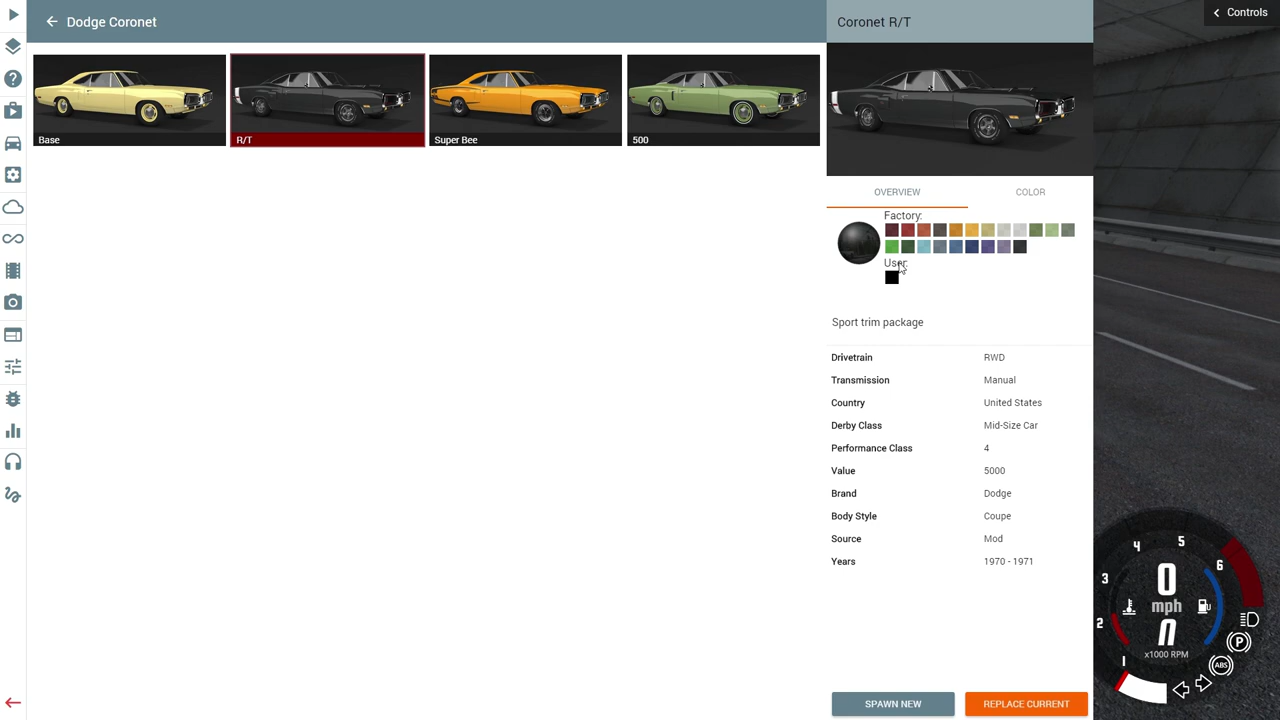 Dodge Coronet
Base
R/T
Super Bee
500
Coronet R/T
OVERVIEW
COLOR
Factory:
User:
Sport trim package
Drivetrain RWD
Transmission Manual
Country United States
Derby Class Mid-Size Car
Performance Class 4
Value 5000
Brand Dodge
Body Style Coupe
Source Mod
Years 1970 - 1971
SPAWN NEW
REPLACE CURRENT
Controls
1
2
3
4
5
6
0
mph
n
x1000 RPM
P
ABS